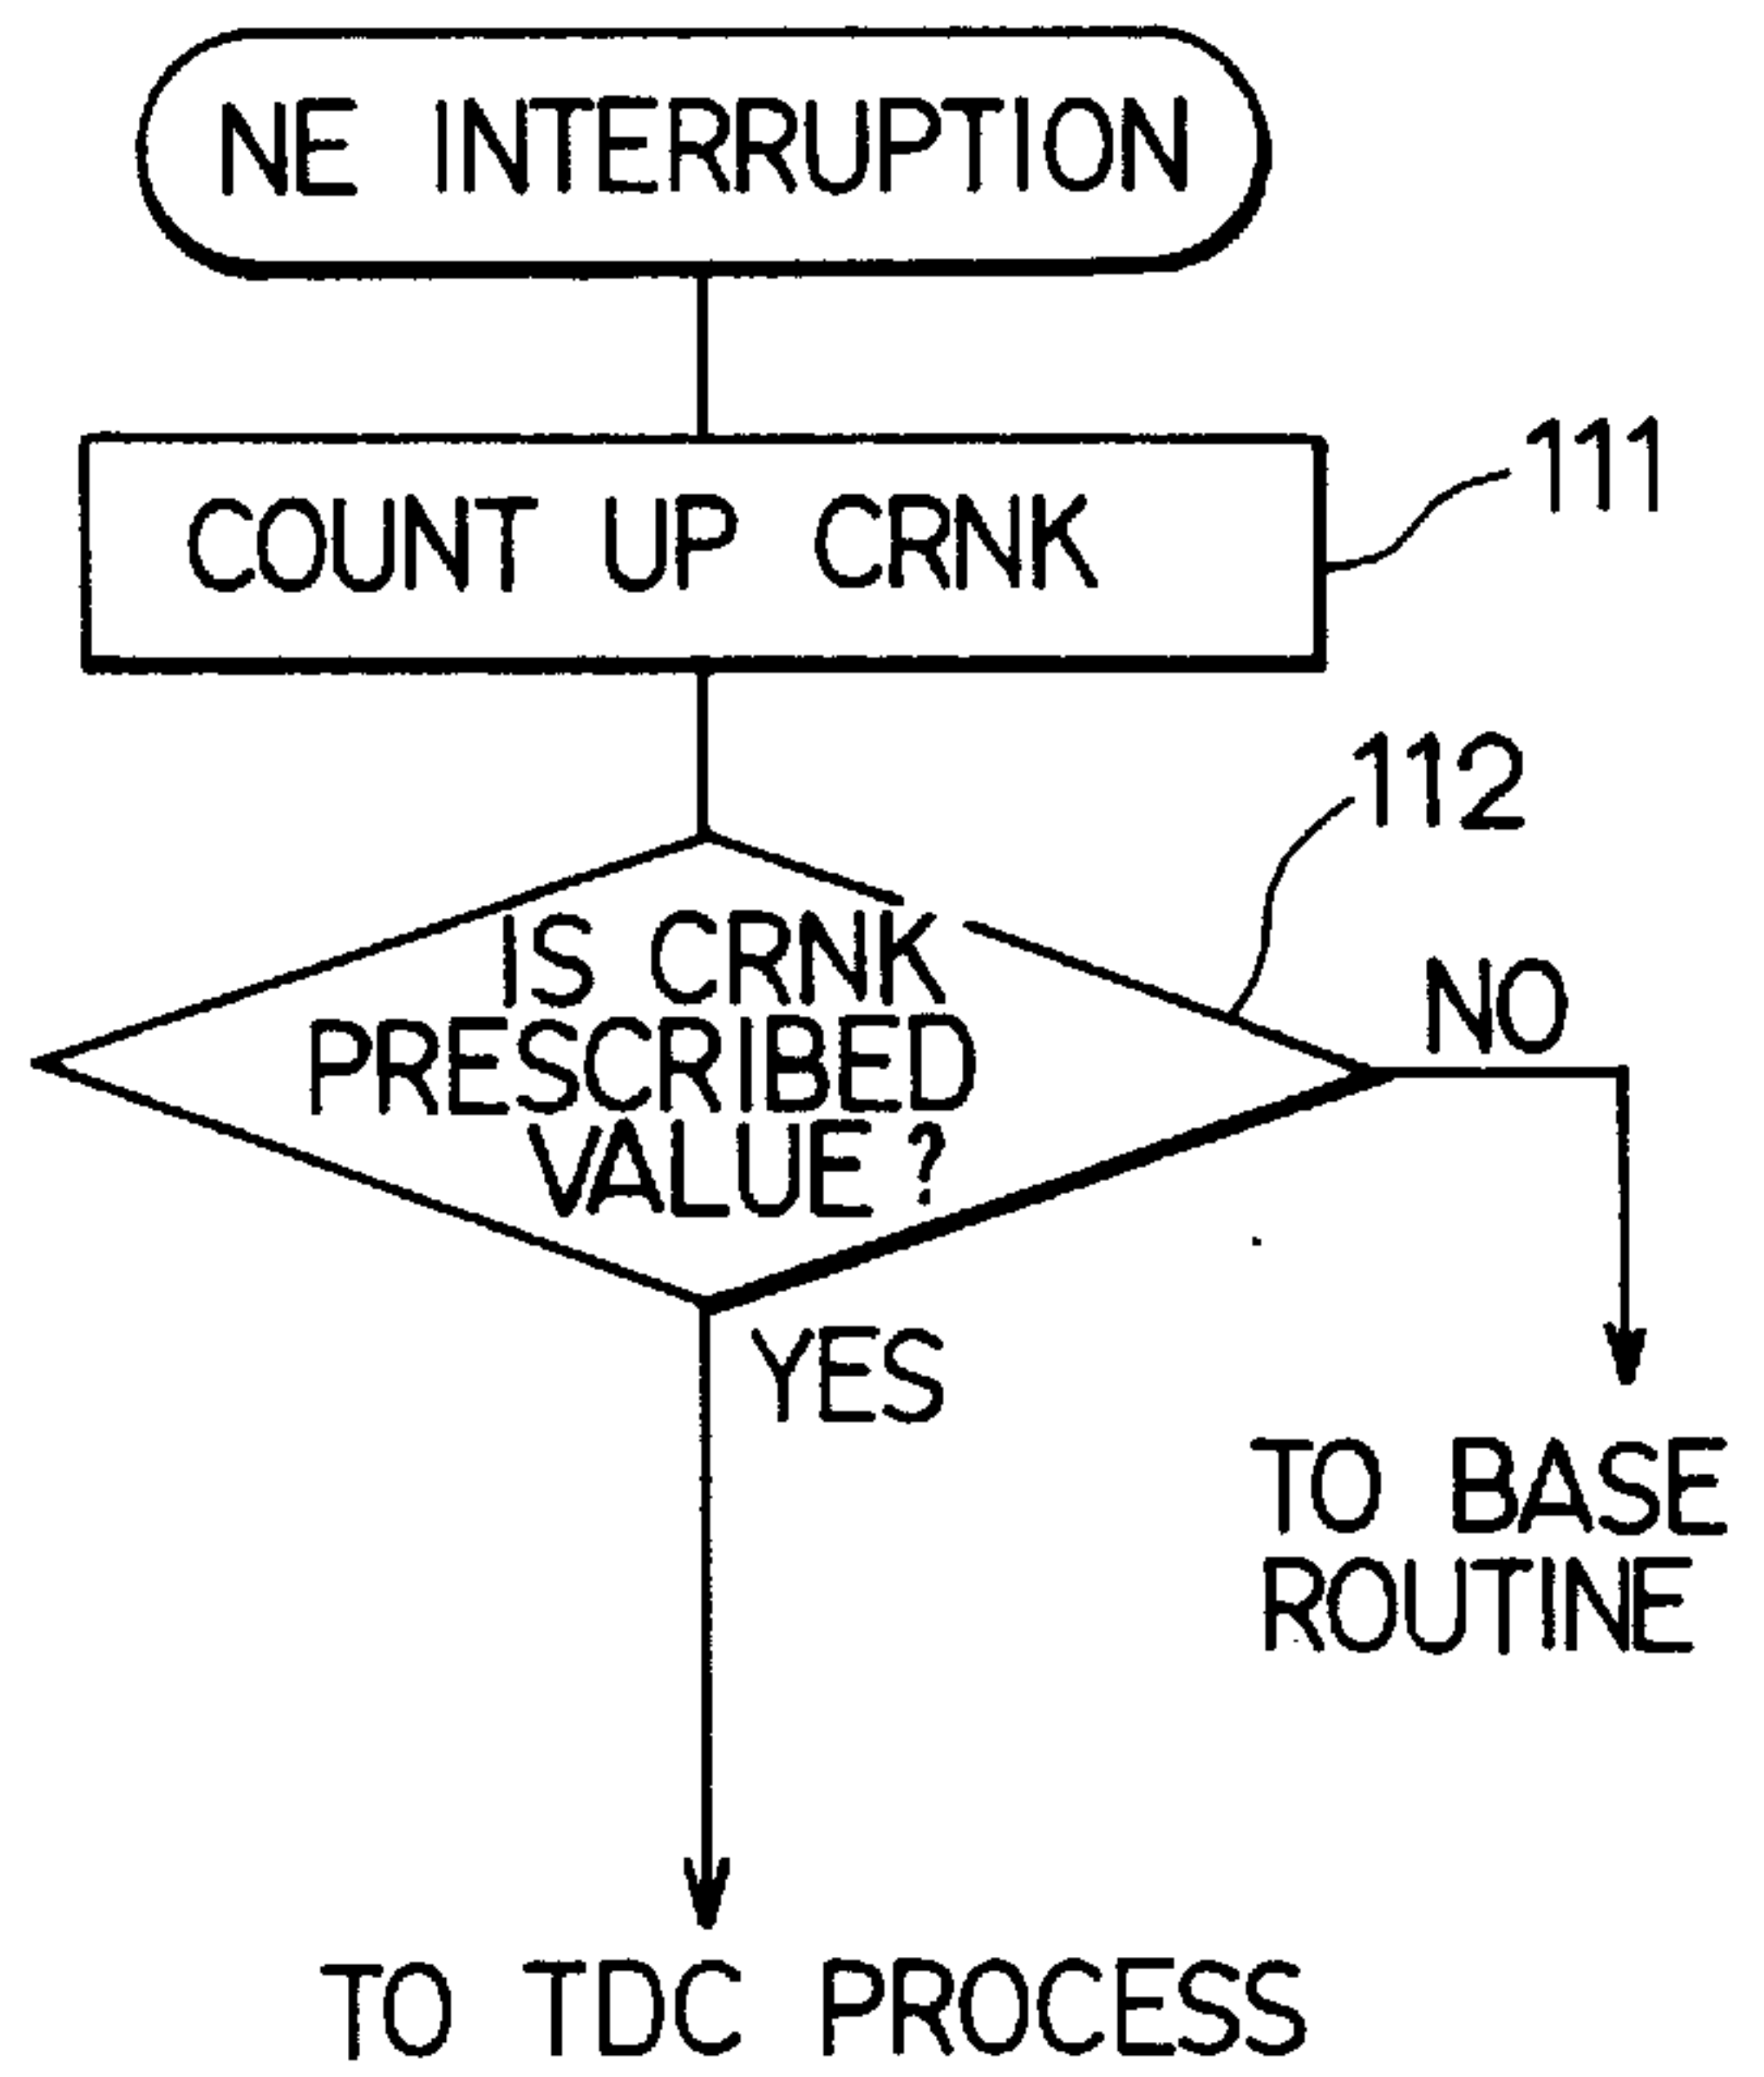 NE INTERRUPTION
COUNT UP CRNK
111
112
IS CRNK
PRESCRIBED
VALUE?
NO
YES
TO BASE
ROUTINE
TO TDC PROCESS